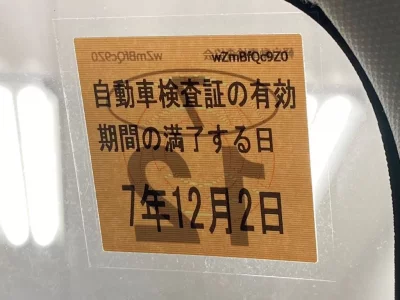 wZmBfQc9Z0
自動車検査証の有効
期間の満了する日
7年12月2日